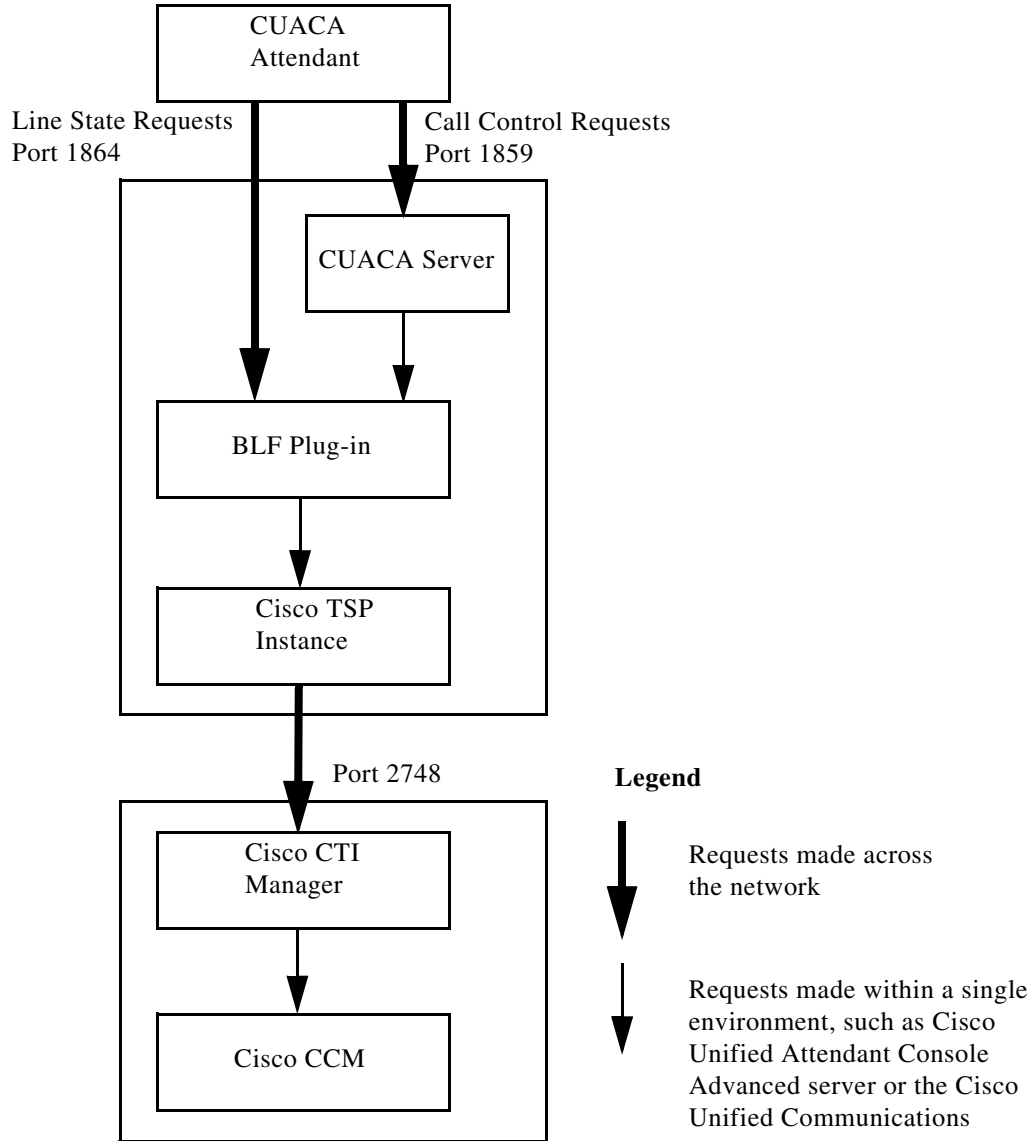 CUACA
Attendant
Line State Requests
Port 1864
Call Control Requests
Port 1859
CUACA Server
BLF Plug-in
Cisco TSP
Instance
Port 2748
Legend
Cisco CTI
Manager
Requests made across
the network
Cisco CCM
Requests made within a single
environment, such as Cisco
Unified Attendant Console
Advanced server or the Cisco
Unified Communications